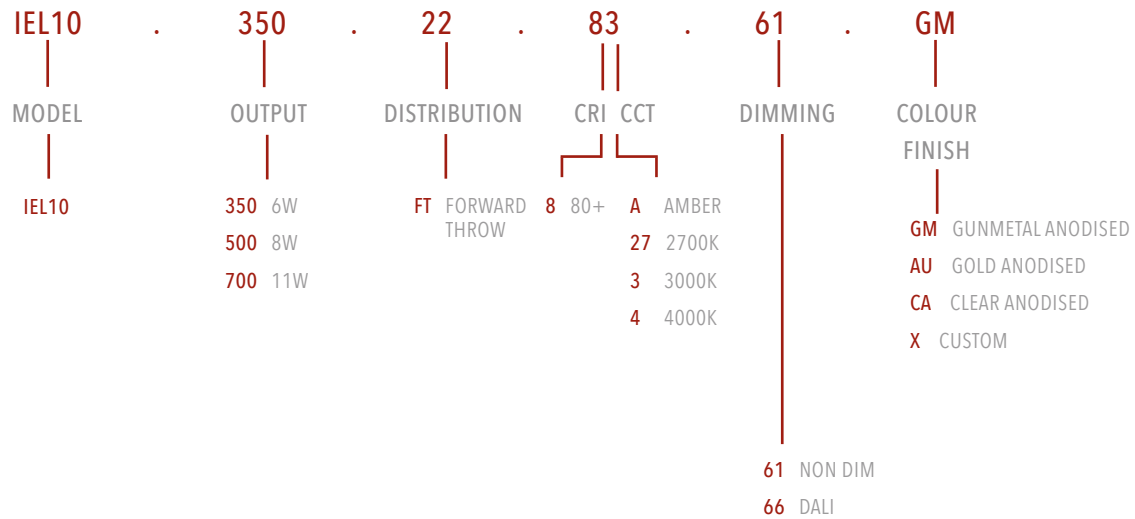 IEL10 . 350 . 22 . 83 . 61 . GM
MODEL OUTPUT DISTRIBUTION CRI CCT DIMMING COLOUR
FINISH
IEL10
350 6W
500 8W
700 11W
FT FORWARD
THROW
8 80+
A AMBER
27 2700K
3 3000K
4 4000K
61 NON DIM
66 DALI
GM GUNMETAL ANODISED
AU GOLD ANODISED
CA CLEAR ANODISED
X CUSTOM